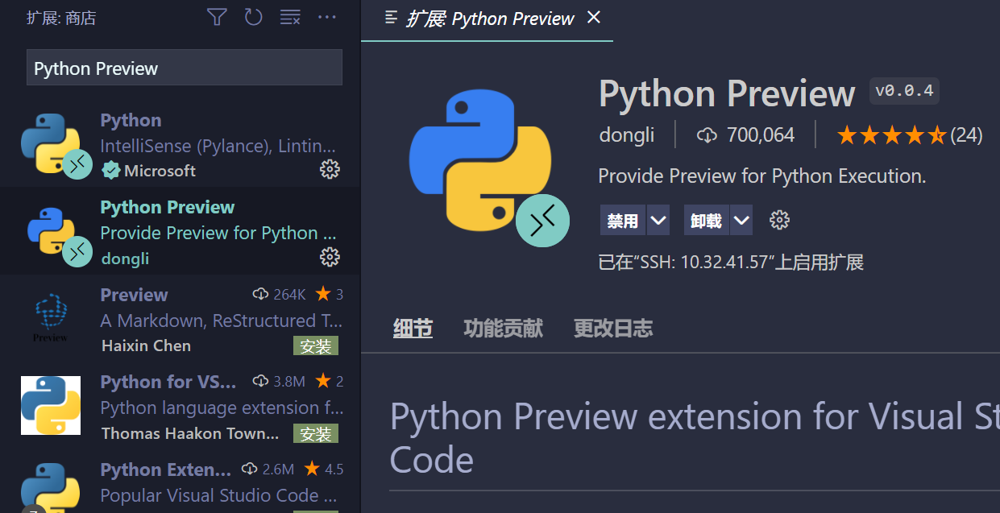 扩展: 商店
Python Preview
Python
IntelliSense (Pylance), Lintin...
Microsoft
Python Preview
Provide Preview for Python ...
dongli
Preview 264K 3
A Markdown, ReStructured T...
Preview
Haixin Chen 安装
Python for VS... 3.8M 2
Python language extension f...
Thomas Haakon Town... 安装
Python Exten... 2.6M 4.5
Popular Visual Studio Code ...
扩展: Python Preview
Python Preview v0.0.4
dongli 700,064 (24)
Provide Preview for Python Execution.
禁用 卸载
已在“SSH: 10.32.41.57”上启用扩展
细节 功能贡献 更改日志
Python Preview extension for Visual St
Code